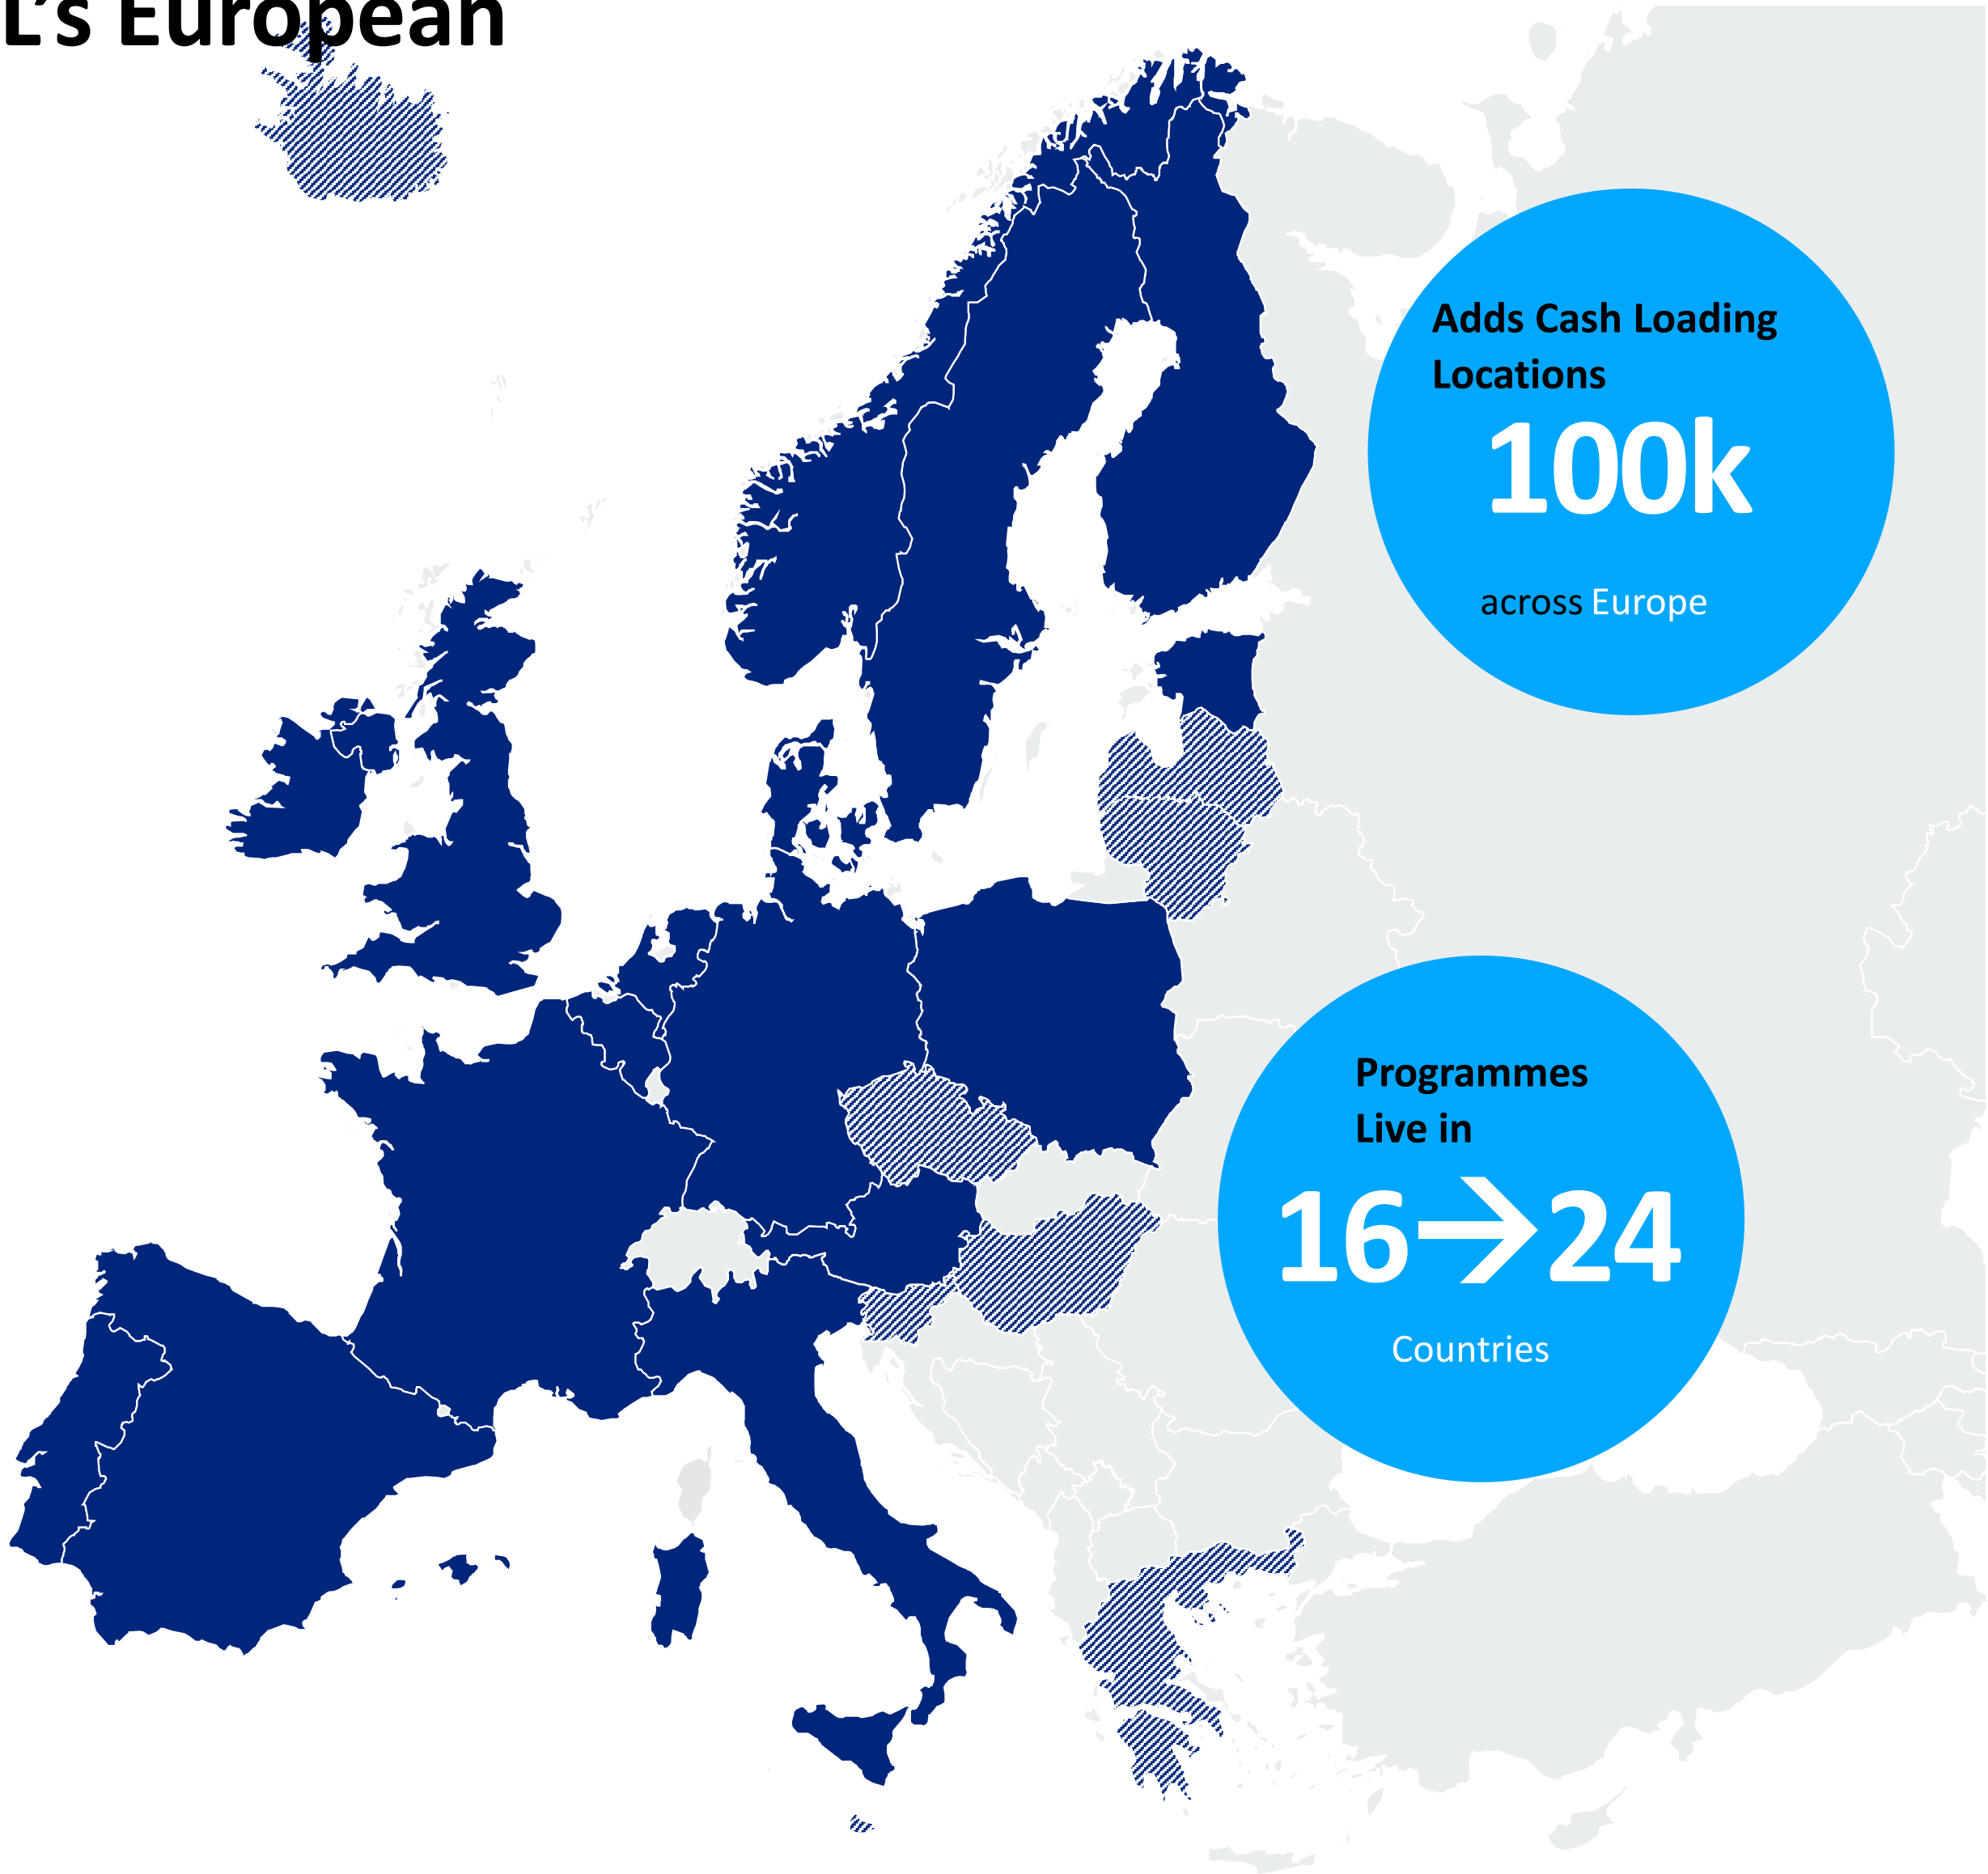 L's European
Adds Cash Loading
Locations
100k
across Europe
Programmes
Live in
16→24
Countries